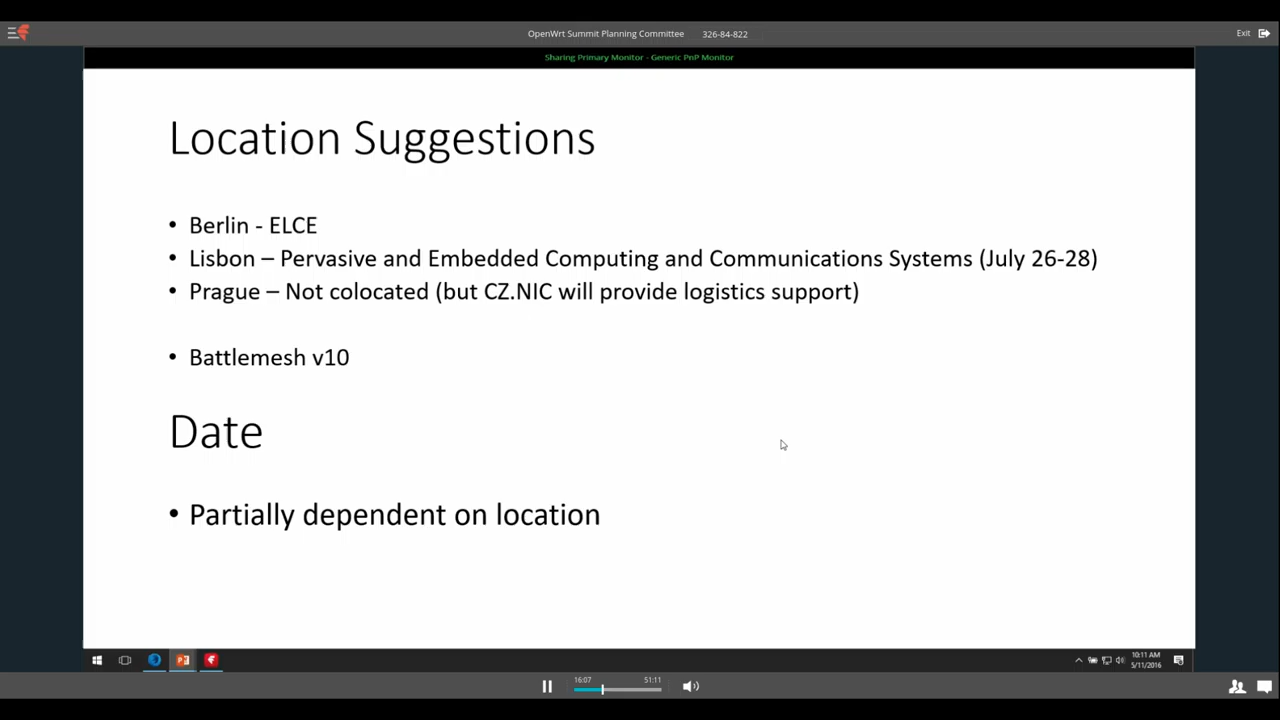 OpenWrt Summit Planning Committee 326-84-822
Exit
Sharing Primary Monitor - Generic PnP Monitor
Location Suggestions
• Berlin - ELCE
• Lisbon – Pervasive and Embedded Computing and Communications Systems (July 26-28)
• Prague – Not colocated (but CZ.NIC will provide logistics support)
• Battlemesh v10
Date
• Partially dependent on location
10:11 AM
5/11/2016
16:07
51:11